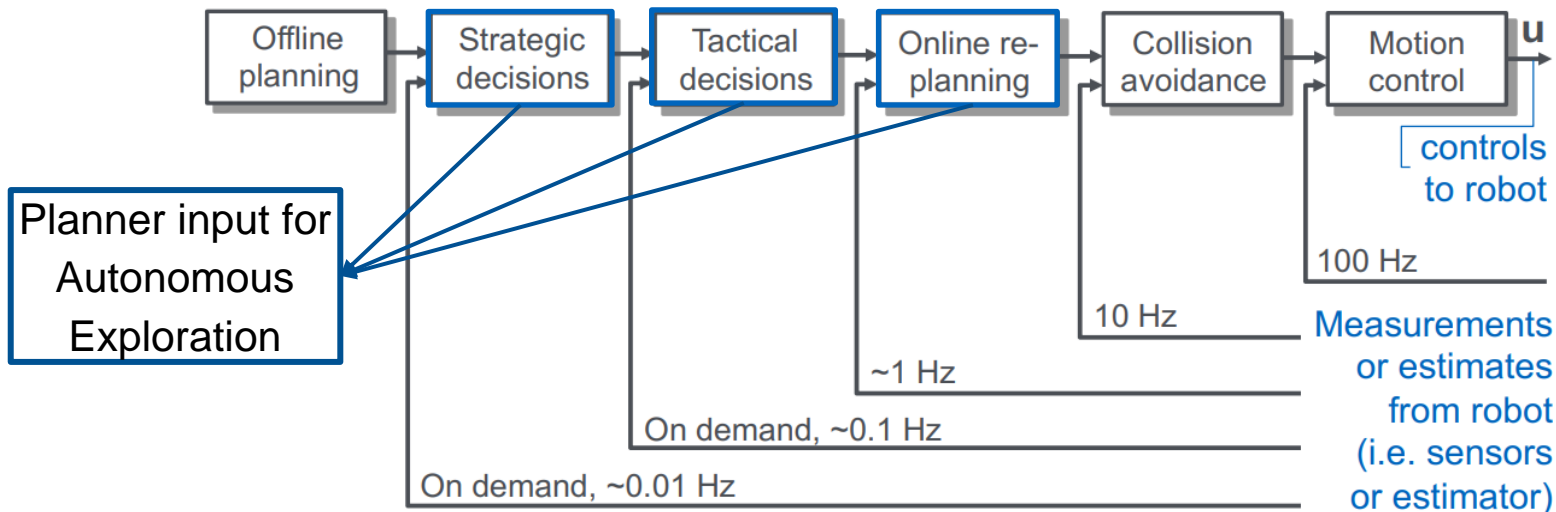 Offline
planning
Strategic
decisions
Tactical
decisions
Online re-
planning
Collision
avoidance
Motion
control
u
controls
to robot
Planner input for
Autonomous
Exploration
100 Hz
10 Hz
~1 Hz
On demand, ~0.1 Hz
On demand, ~0.01 Hz
Measurements
or estimates
from robot
(i.e. sensors
or estimator)